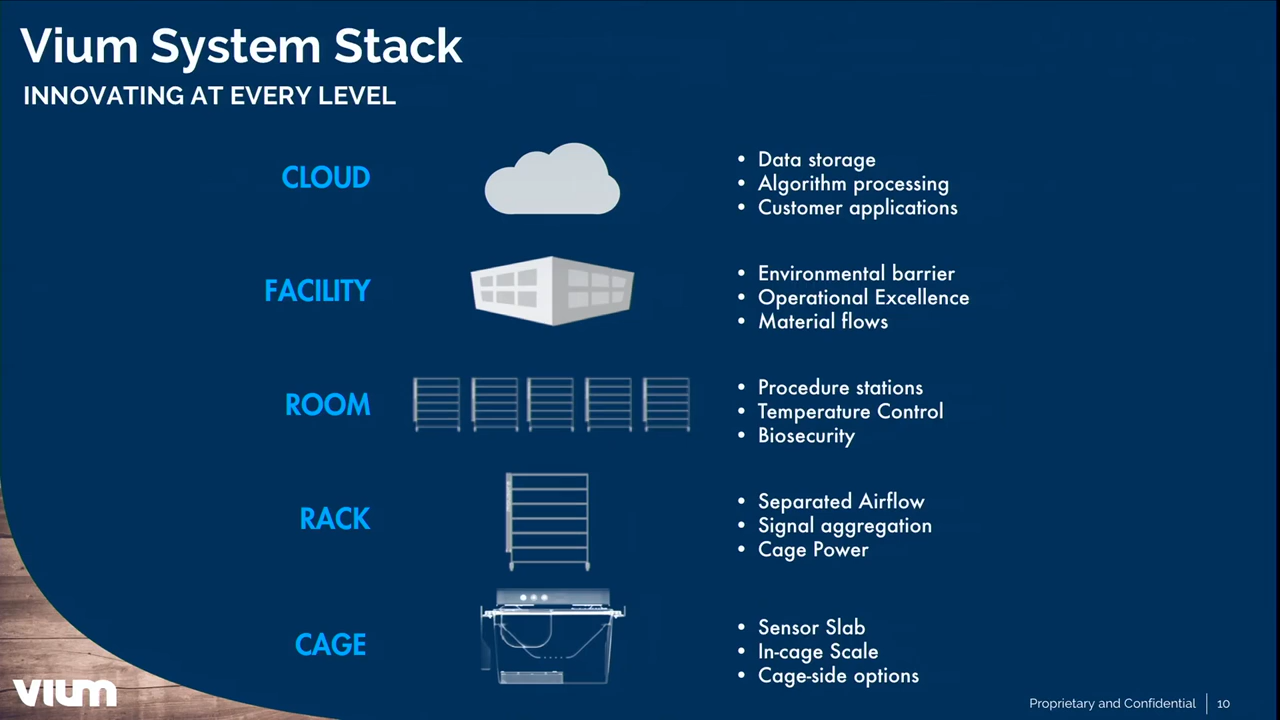 Vium System Stack
INNOVATING AT EVERY LEVEL
CLOUD
• Data storage
• Algorithm processing
• Customer applications
FACILITY
• Environmental barrier
• Operational Excellence
• Material flows
ROOM
• Procedure stations
• Temperature Control
• Biosecurity
RACK
• Separated Airflow
• Signal aggregation
• Cage Power
CAGE
• Sensor Slab
• In-cage Scale
• Cage-side options
vium
Proprietary and Confidential | 10